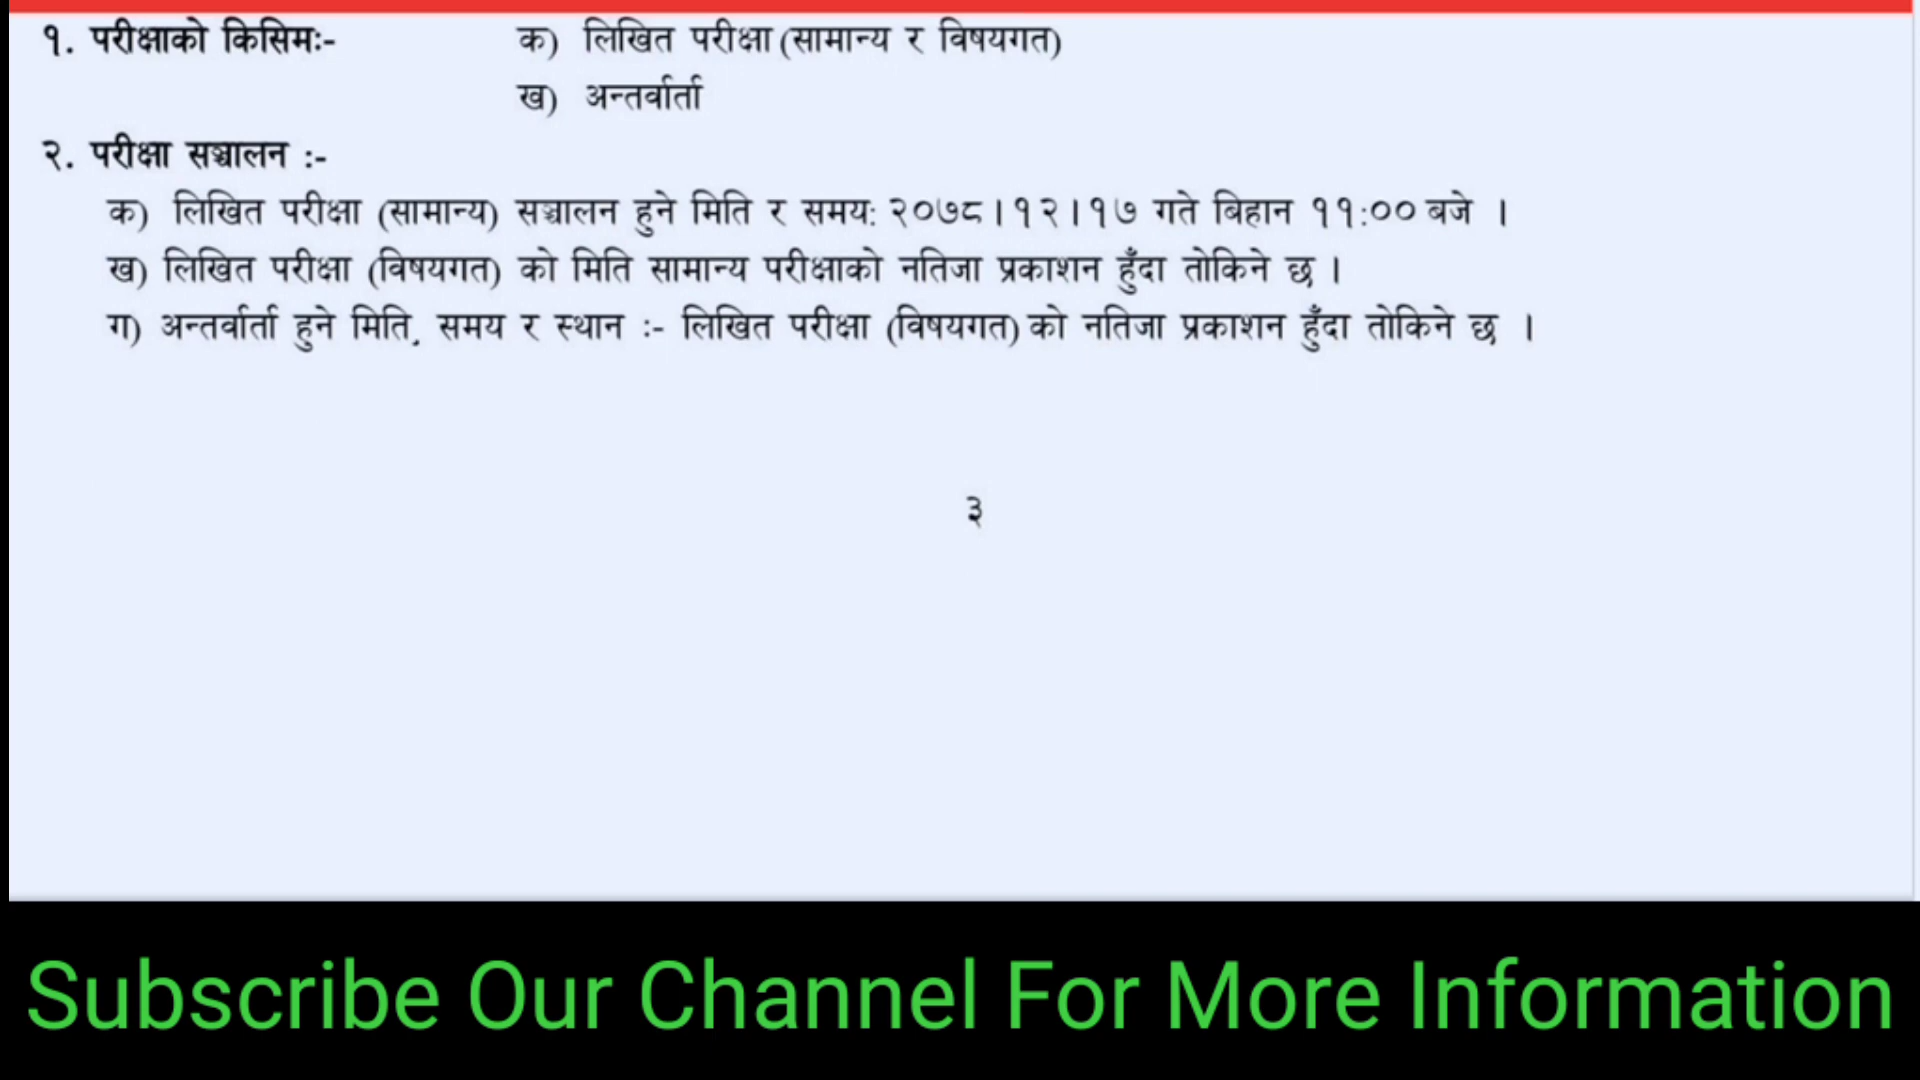 १. परीक्षाको किसिमः- क) लिखित परीक्षा (सामान्य र विषयगत)
ख) अन्तर्वार्ता
२. परीक्षा सञ्चालन :-
क) लिखित परीक्षा (सामान्य) सञ्चालन हुने मिति र समय: २०७८।१२।१७ गते बिहान ११:०० बजे ।
ख) लिखित परीक्षा (विषयगत) को मिति सामान्य परीक्षाको नतिजा प्रकाशन हुँदा तोकिने छ ।
ग) अन्तर्वार्ता हुने मिति, समय र स्थान :- लिखित परीक्षा (विषयगत) को नतिजा प्रकाशन हुँदा तोकिने छ ।
३
Subscribe Our Channel For More Information